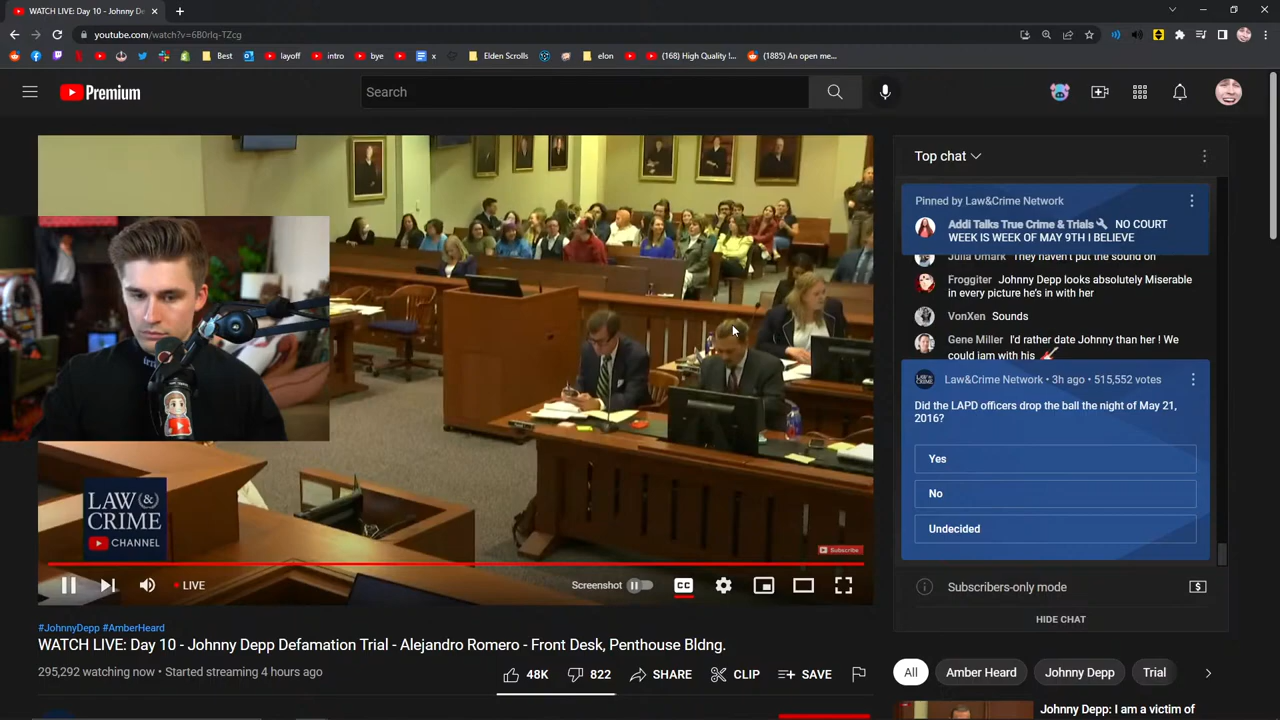 WATCH LIVE: Day 10 - Johnny De
youtube.com/watch?v=6B0rlq-TZcg
Best
layoff
intro
bye
x
Elden Scrolls
elon
(168) High Quality !...
(1885) An open me...
Premium
Search
Top chat
Pinned by Law&Crime Network
Addi Talks True Crime & Trials NO COURT
WEEK IS WEEK OF MAY 9TH I BELIEVE
Julia Umark They haven't put the sound on
Froggiter Johnny Depp looks absolutely Miserable
in every picture he's in with her
VonXen Sounds
Gene Miller I'd rather date Johnny than her ! We
could jam with his
Law&Crime Network • 3h ago • 515,552 votes
Did the LAPD officers drop the ball the night of May 21,
2016?
Yes
No
Undecided
Subscribers-only mode
HIDE CHAT
LAW &
CRIME
CHANNEL
Subscribe
LIVE
Screenshot
CC
#JohnnyDepp #AmberHeard
WATCH LIVE: Day 10 - Johnny Depp Defamation Trial - Alejandro Romero - Front Desk, Penthouse Bldng.
295,292 watching now • Started streaming 4 hours ago
48K
822
SHARE
CLIP
SAVE
All
Amber Heard
Johnny Depp
Trial
Johnny Depp: I am a victim of